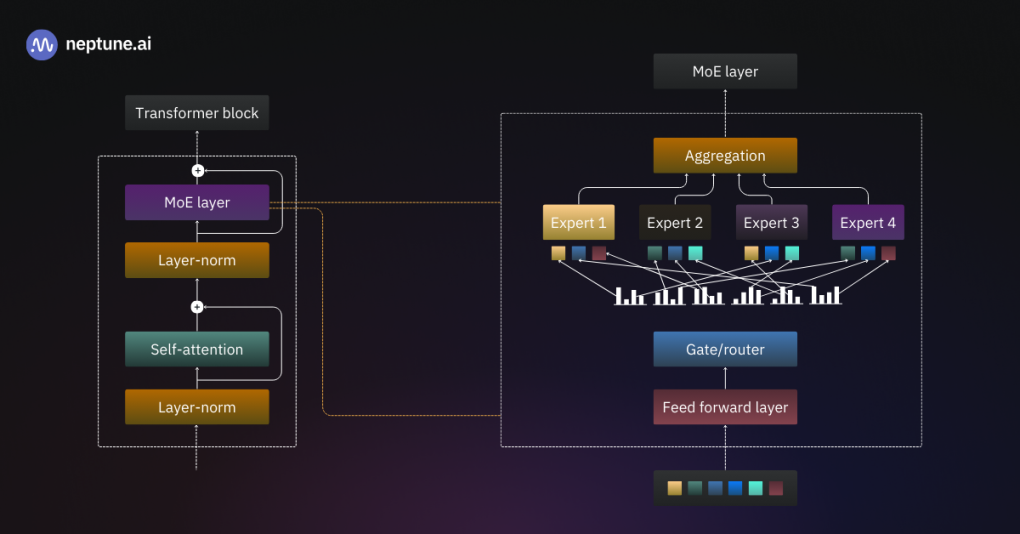 neptune.ai
Transformer block
MoE layer
Layer-norm
Self-attention
Layer-norm
MoE layer
Aggregation
Expert 1
Expert 2
Expert 3
Expert 4
Gate/router
Feed forward layer